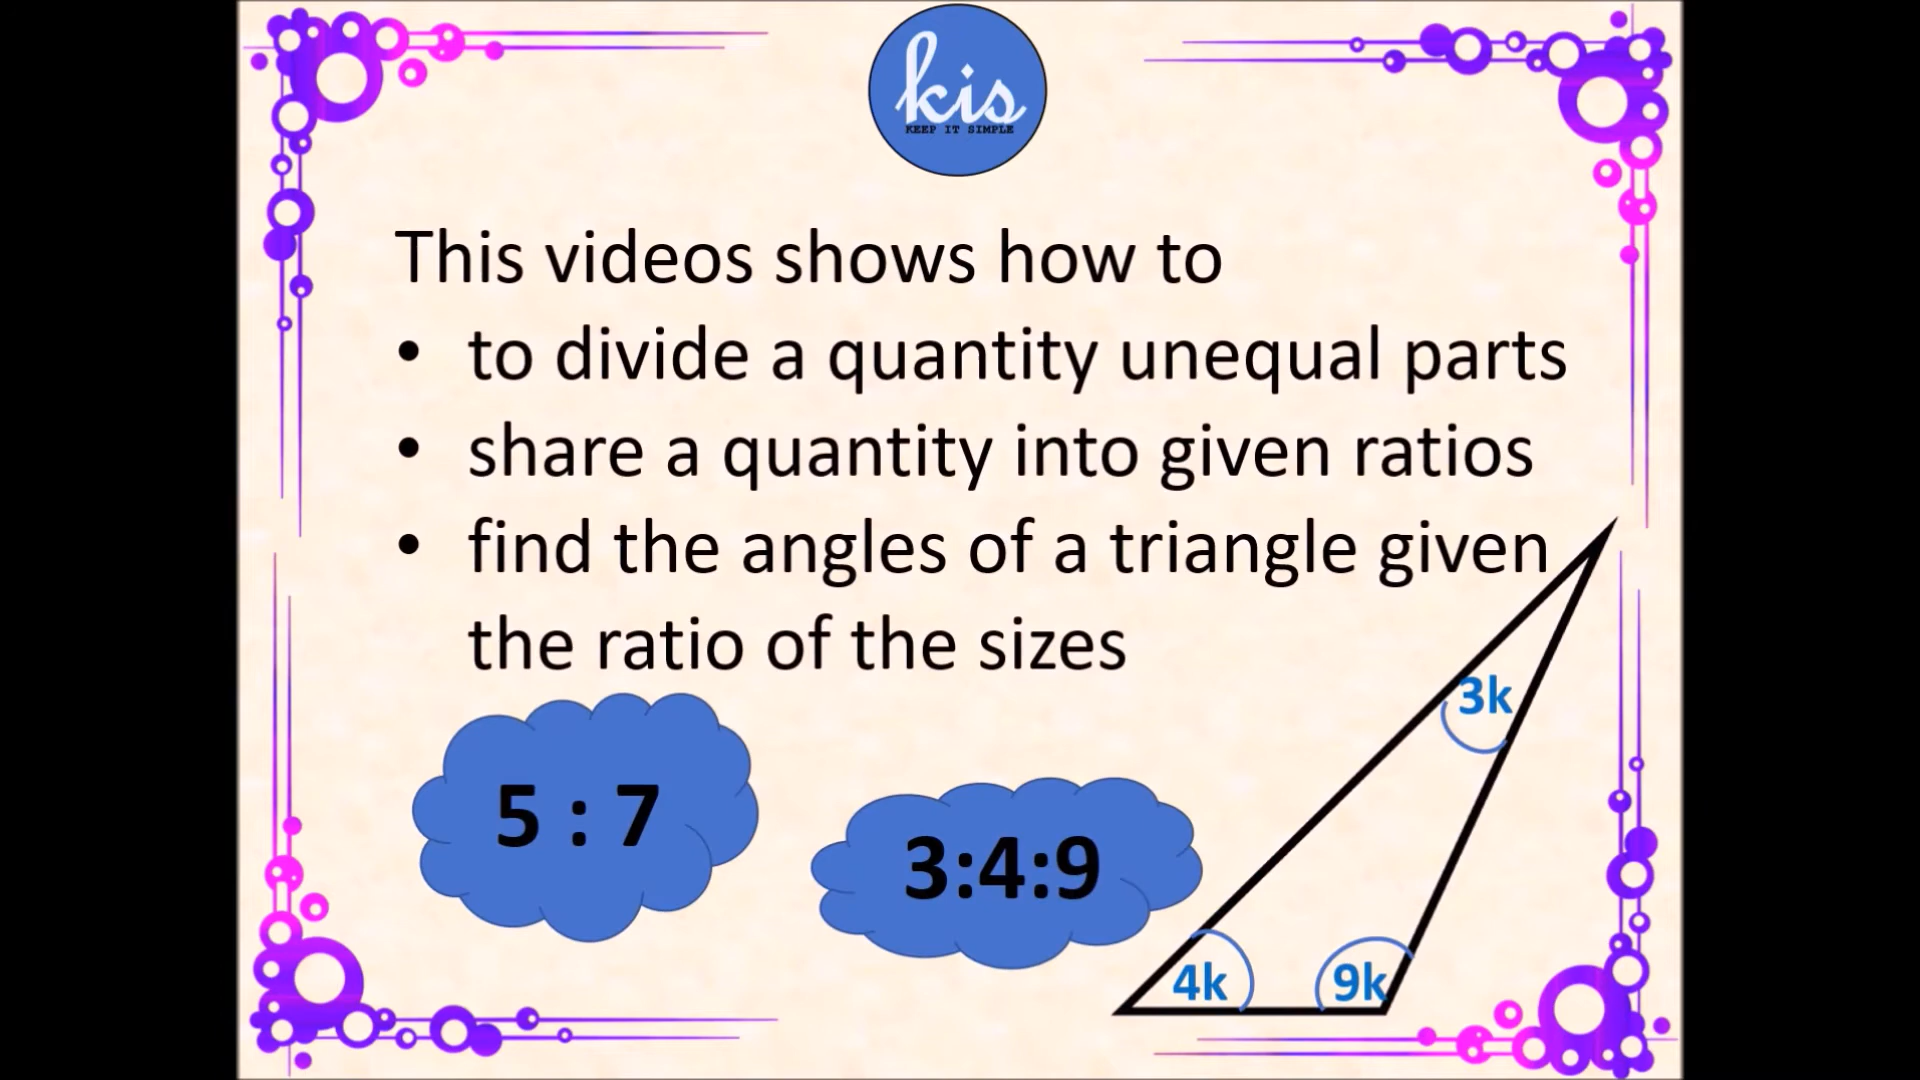 kis
KEEP IT SIMPLE
This videos shows how to
• to divide a quantity unequal parts
• share a quantity into given ratios
• find the angles of a triangle given
the ratio of the sizes
3k
5 : 7
3:4:9
4k
9k